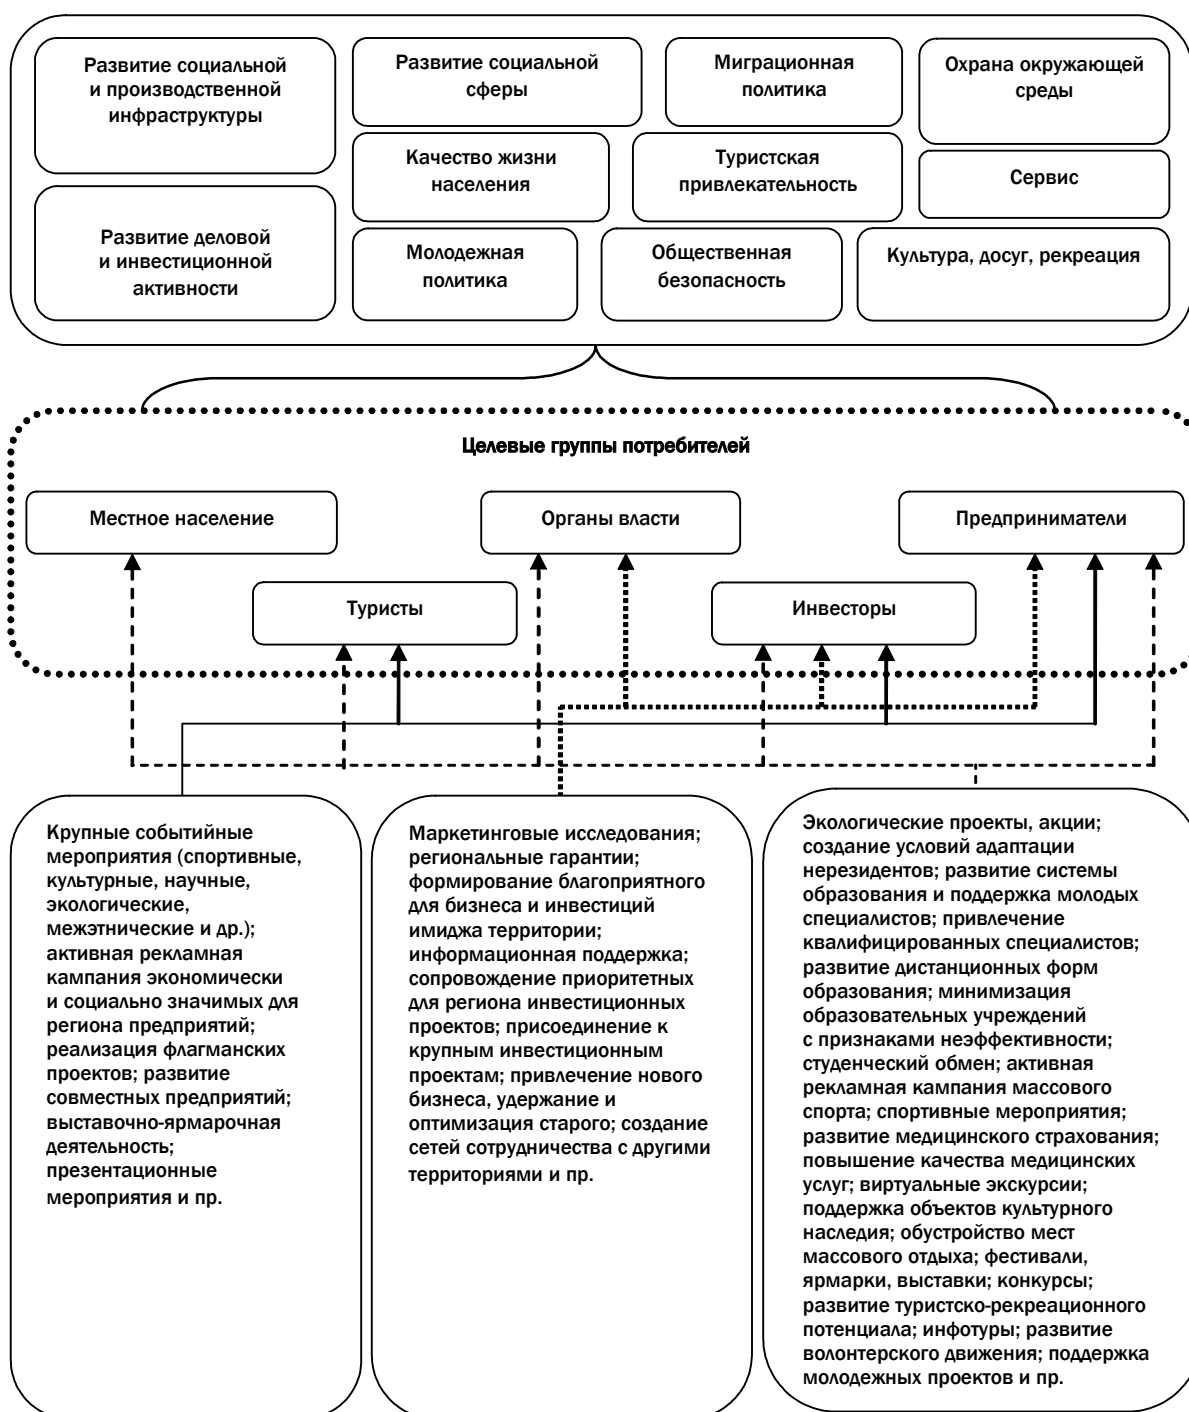 Развитие социальной
и производственной
инфраструктуры
Развитие социальной
сферы
Миграционная
политика
Охрана окружающей
среды
Качество жизни
населения
Туристская
привлекательность
Сервис
Развитие деловой
и инвестиционной
активности
Молодежная
политика
Общественная
безопасность
Культура, досуг, рекреация
Целевые группы потребителей
Местное население
Органы власти
Предприниматели
Туристы
Инвесторы
Крупные событийные
мероприятия (спортивные,
культурные, научные,
экологические,
межэтнические и др.);
активная рекламная
кампания экономически
и социально значимых для
региона предприятий;
реализация флагманских
проектов; развитие
совместных предприятий;
выставочно-ярмарочная
деятельность;
презентационные
мероприятия и пр.
Маркетинговые исследования;
региональные гарантии;
формирование благоприятного
для бизнеса и инвестиций
имиджа территории;
информационная поддержка;
сопровождение приоритетных
для региона инвестиционных
проектов; присоединение к
крупным инвестиционным
проектам; привлечение нового
бизнеса, удержание и
оптимизация старого; создание
сетей сотрудничества с другими
территориями и пр.
Экологические проекты, акции;
создание условий адаптации
нерезидентов; развитие системы
образования и поддержка молодых
специалистов; привлечение
квалифицированных специалистов;
развитие дистанционных форм
образования; минимизация
образовательных учреждений
с признаками неэффективности;
студенческий обмен; активная
рекламная кампания массового
спорта; спортивные мероприятия;
развитие медицинского страхования;
повышение качества медицинских
услуг; виртуальные экскурсии;
поддержка объектов культурного
наследия; обустройство мест
массового отдыха; фестивали,
ярмарки, выставки; конкурсы;
развитие туристско-рекреационного
потенциала; инфотуры; развитие
волонтерского движения; поддержка
молодежных проектов и пр.